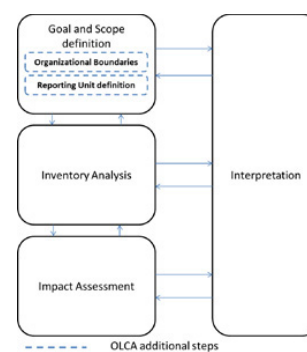 Goal and Scope
definition
Organizational Boundaries
Reporting Unit definition
Inventory Analysis
Interpretation
Impact Assessment
OLCA additional steps